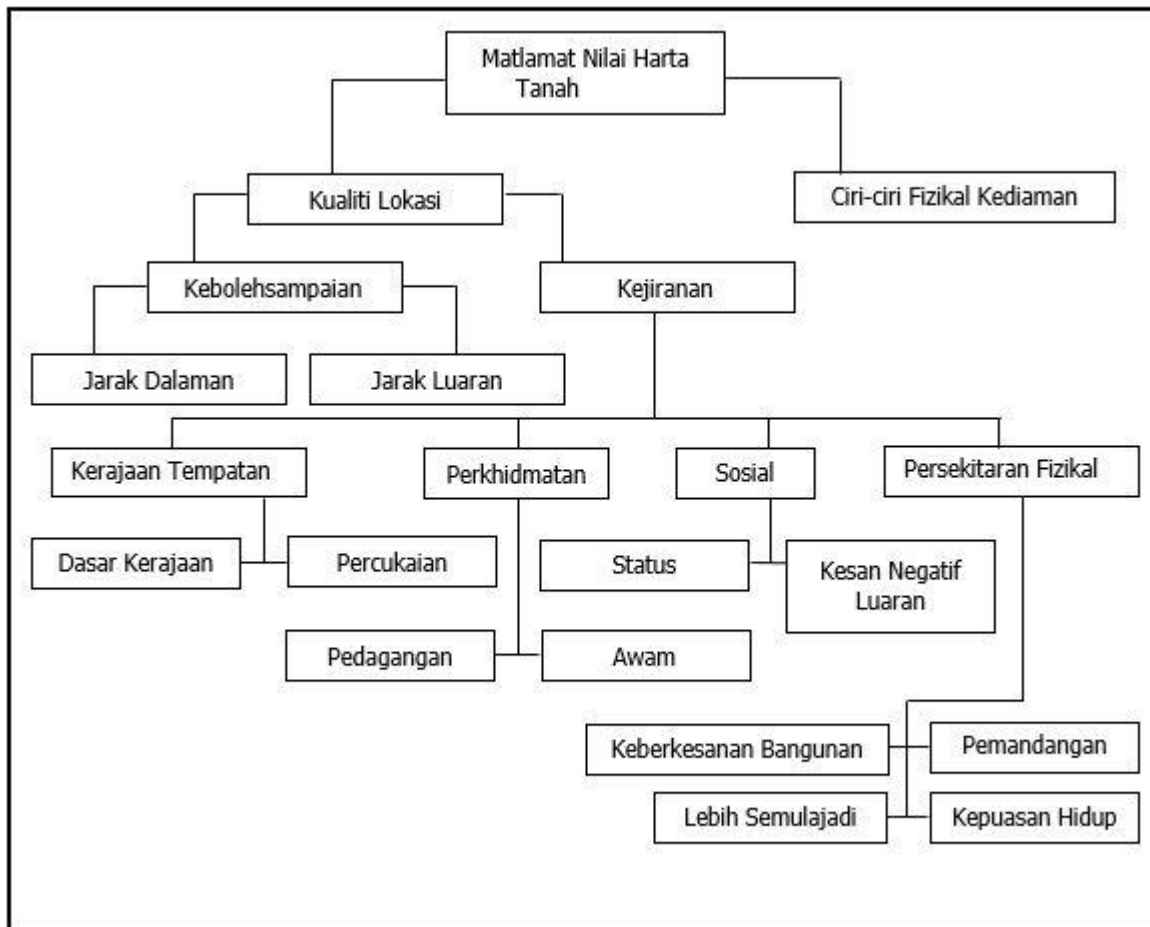 Matlamat Nilai Harta
Tanah
Kualiti Lokasi
Ciri-ciri Fizikal Kediaman
Kebolehsampaian
Kejiranan
Jarak Dalaman
Jarak Luaran
Kerajaan Tempatan
Perkhidmatan
Sosial
Persekitaran Fizikal
Dasar Kerajaan
Percukaian
Status
Kesan Negatif
Luaran
Pedagangan
Awam
Keberkesanan Bangunan
Pemandangan
Lebih Semulajadi
Kepuasan Hidup